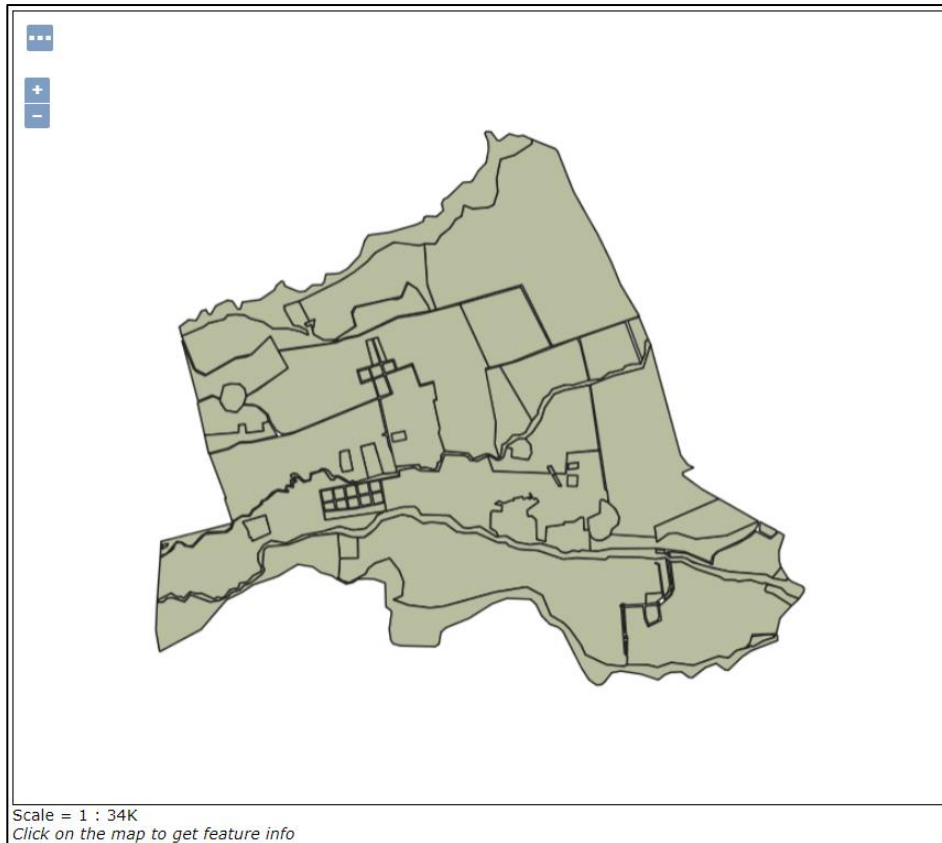 +
−
Scale = 1 : 34K
Click on the map to get feature info